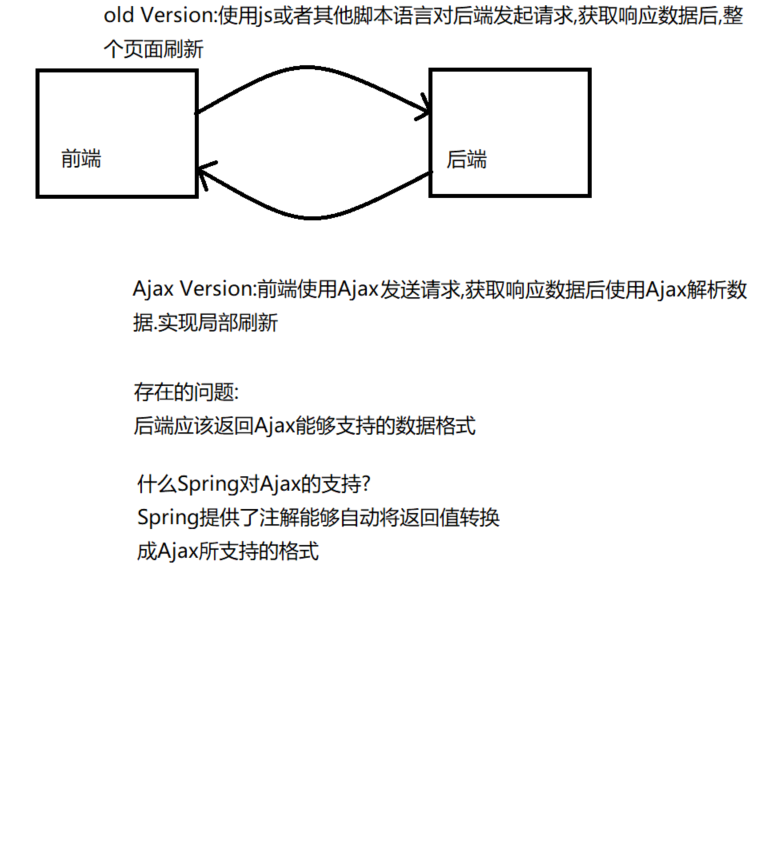 old Version:使用js或者其他脚本语言对后端发起请求,获取响应数据后,整
个页面刷新
前端
后端
Ajax Version:前端使用Ajax发送请求,获取响应数据后使用Ajax解析数
据.实现局部刷新
存在的问题:
后端应该返回Ajax能够支持的数据格式
什么Spring对Ajax的支持?
Spring提供了注解能够自动将返回值转换
成Ajax所支持的格式